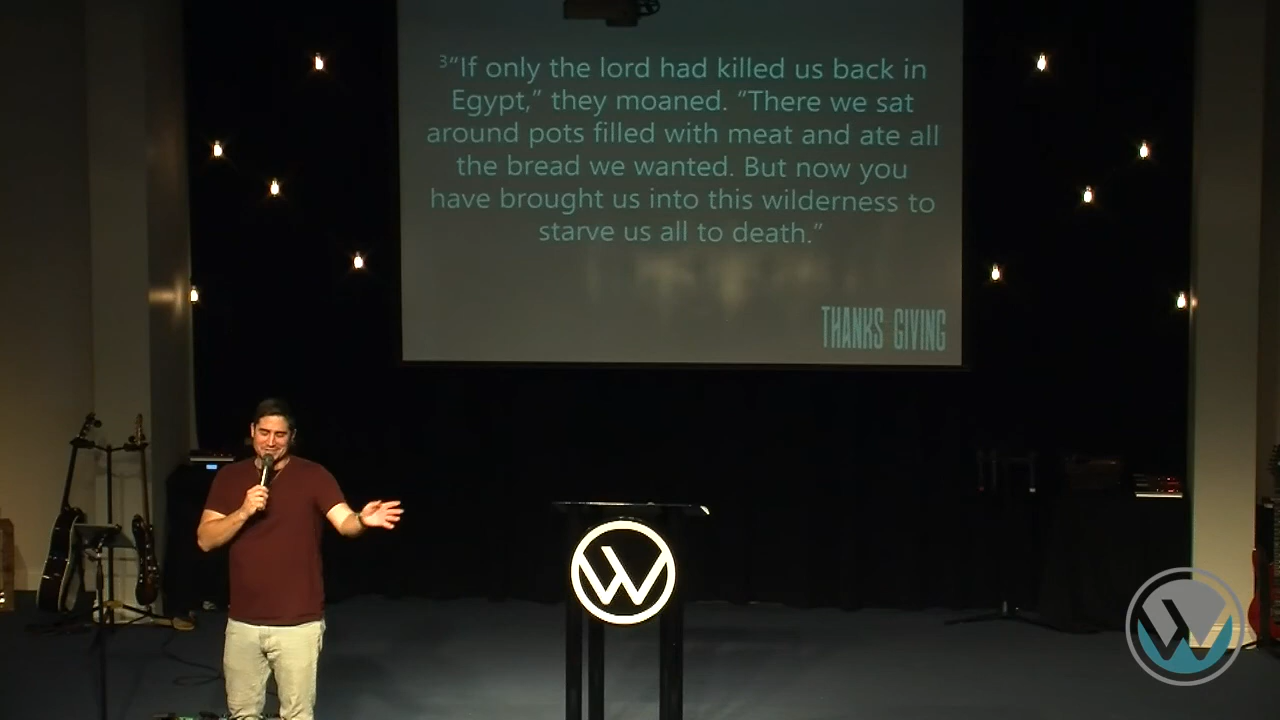 ³“If only the lord had killed us back in
Egypt,” they moaned. “There we sat
around pots filled with meat and ate all
the bread we wanted. But now you
have brought us into this wilderness to
starve us all to death.”
THANKS GIVING
W
W